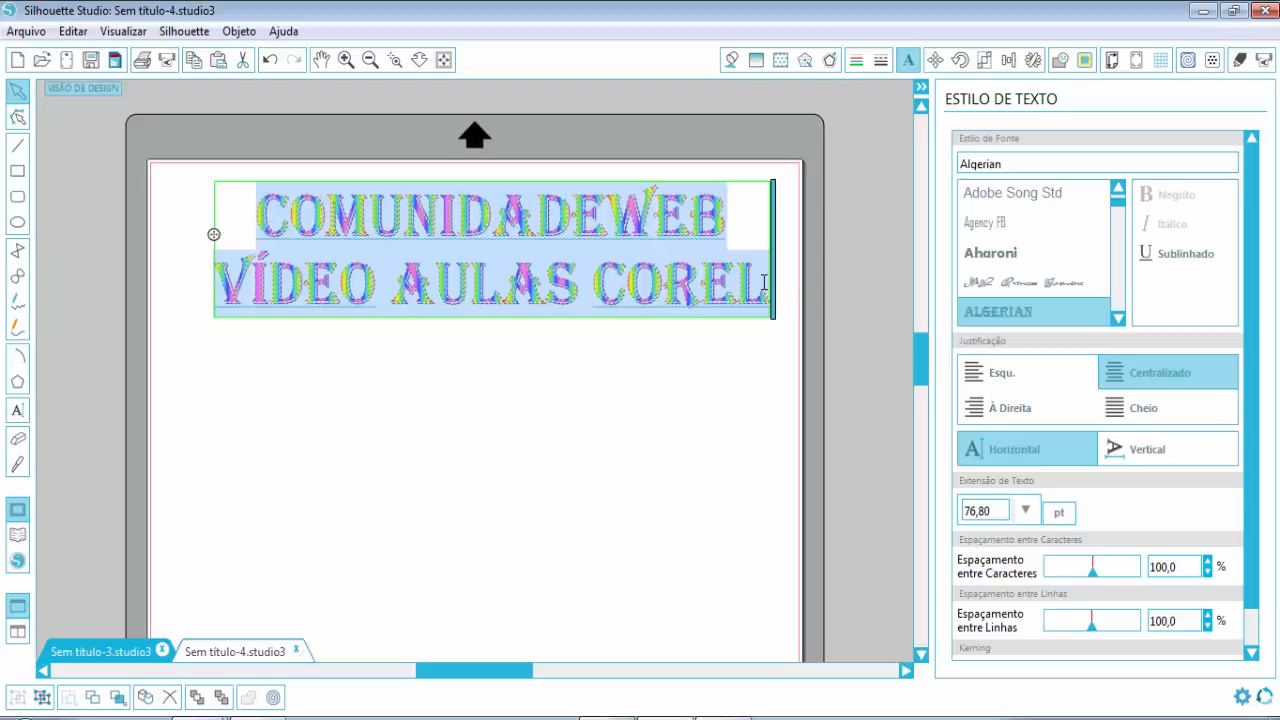 Silhouette Studio: Sem título-4.studio3
Arquivo Editar Visualizar Silhouette Objeto Ajuda
VISÃO DE DESIGN
COMUNIDADEWEB
VÍDEO AULAS COREL
ESTILO DE TEXTO
Estilo de Fonte
Algerian
Adobe Song Std
Agency FB
Aharoni
ALGERIAN
B Negrito
I Itálico
U Sublinhado
Justificação
Esqu. Centralizado
À Direita Cheio
Horizontal Vertical
Extensão de Texto
76,80 pt
Espaçamento entre Caracteres
Espaçamento
entre Caracteres 100,0 %
Espaçamento entre Linhas
Espaçamento
entre Linhas 100,0 %
Kerning
Sem título-3.studio3 Sem título-4.studio3